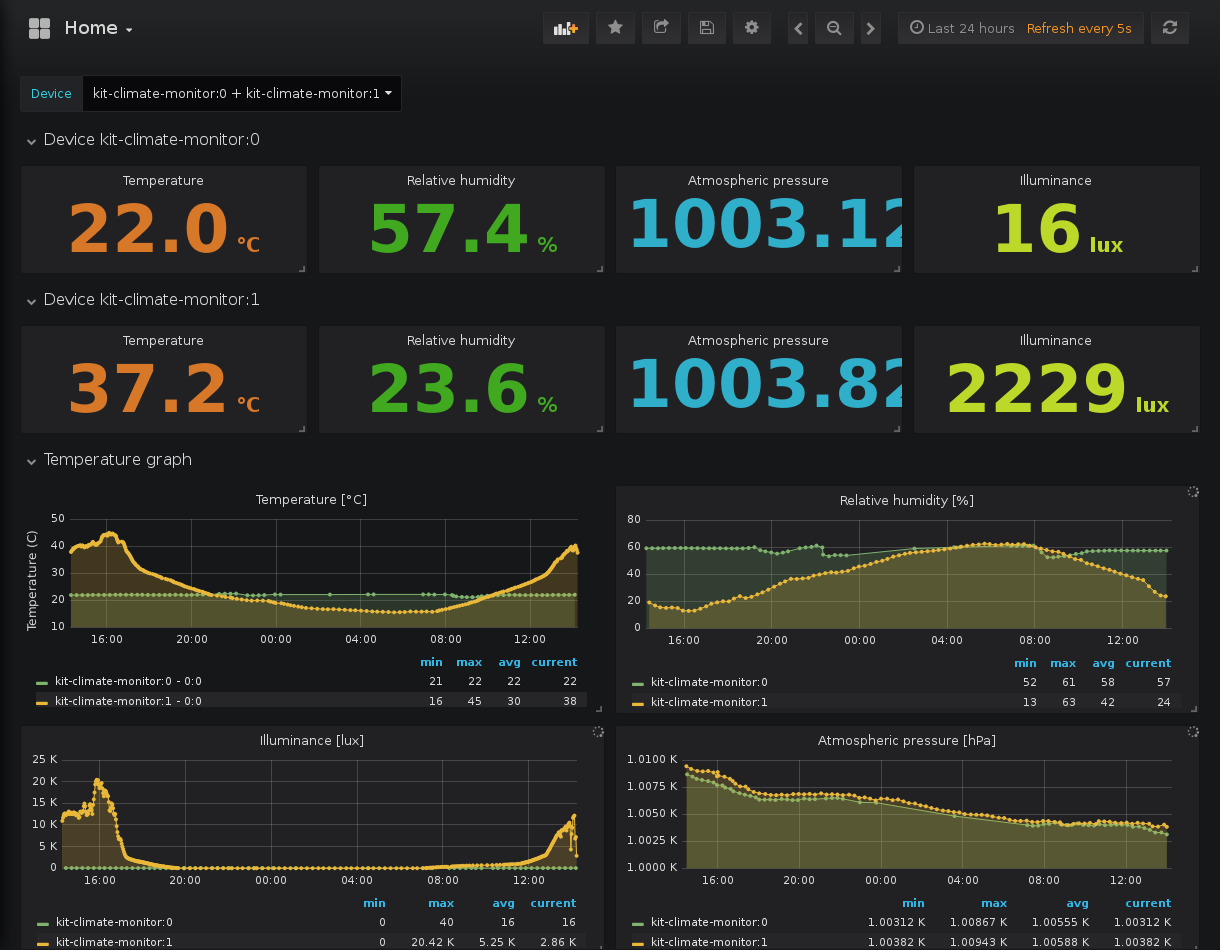 Home
Last 24 hours Refresh every 5s
Device kit-climate-monitor:0 + kit-climate-monitor:1
Device kit-climate-monitor:0
Temperature Relative humidity Atmospheric pressure Illuminance
22.0 °C 57.4 % 1003.12 16 lux
Device kit-climate-monitor:1
Temperature Relative humidity Atmospheric pressure Illuminance
37.2 °C 23.6 % 1003.82 2229 lux
Temperature graph
Temperature [°C]
Temperature (C)
50
40
30
20
10
16:00 20:00 00:00 04:00 08:00 12:00
min max avg current
kit-climate-monitor:0 - 0:0 21 22 22 22
kit-climate-monitor:1 - 0:0 16 45 30 38
Relative humidity [%]
80
60
40
20
0
16:00 20:00 00:00 04:00 08:00 12:00
min max avg current
kit-climate-monitor:0 52 61 58 57
kit-climate-monitor:1 13 63 42 24
Illuminance [lux]
25 K
20 K
15 K
10 K
5 K
0
16:00 20:00 00:00 04:00 08:00 12:00
min max avg current
kit-climate-monitor:0 0 40 16 16
kit-climate-monitor:1 0 20.42 K 5.25 K 2.86 K
Atmospheric pressure [hPa]
1.0100 K
1.0075 K
1.0050 K
1.0025 K
1.0000 K
16:00 20:00 00:00 04:00 08:00 12:00
min max avg current
kit-climate-monitor:0 1.00312 K 1.00867 K 1.00555 K 1.00312 K
kit-climate-monitor:1 1.00382 K 1.00943 K 1.00588 K 1.00382 K